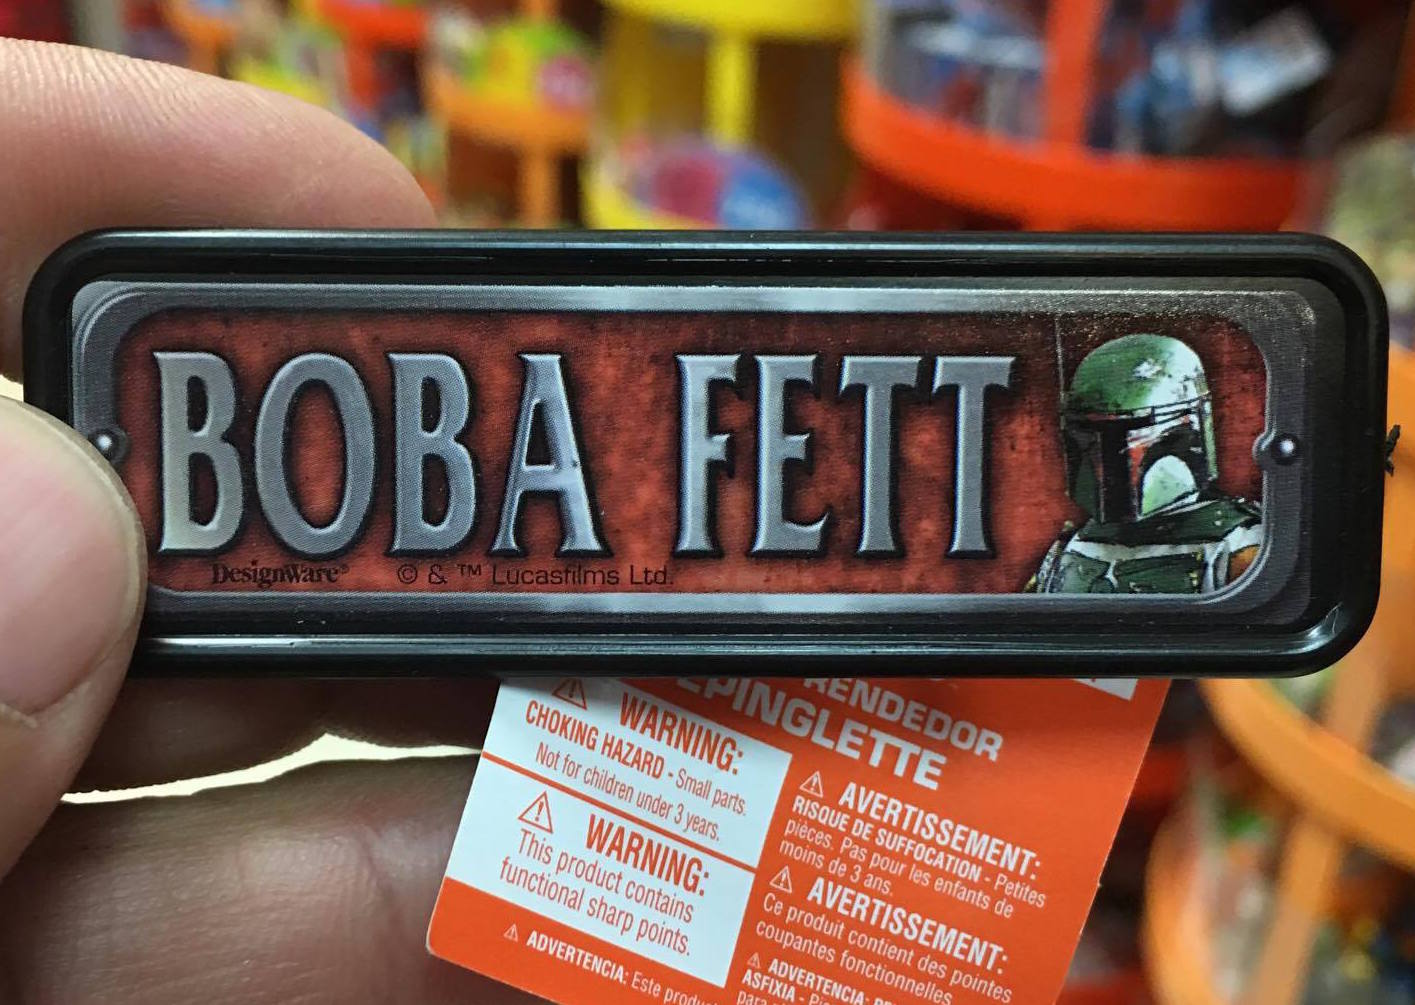 BOBA FETT
DesignWare®
© & ™ Lucasfilms Ltd.
⚠ WARNING:
CHOKING HAZARD - Small parts.
Not for children under 3 years.
⚠ WARNING:
This product contains
functional sharp points.
ÉPINGLETTE
⚠ AVERTISSEMENT:
RISQUE DE SUFFOCATION - Petites
pièces. Pas pour les enfants de
moins de 3 ans.
⚠ AVERTISSEMENT:
Ce produit contient des pointes
coupantes fonctionnelles
⚠ ADVERTENCIA: Este
⚠ ADVERTENCIA:
ASFIXIA -
para